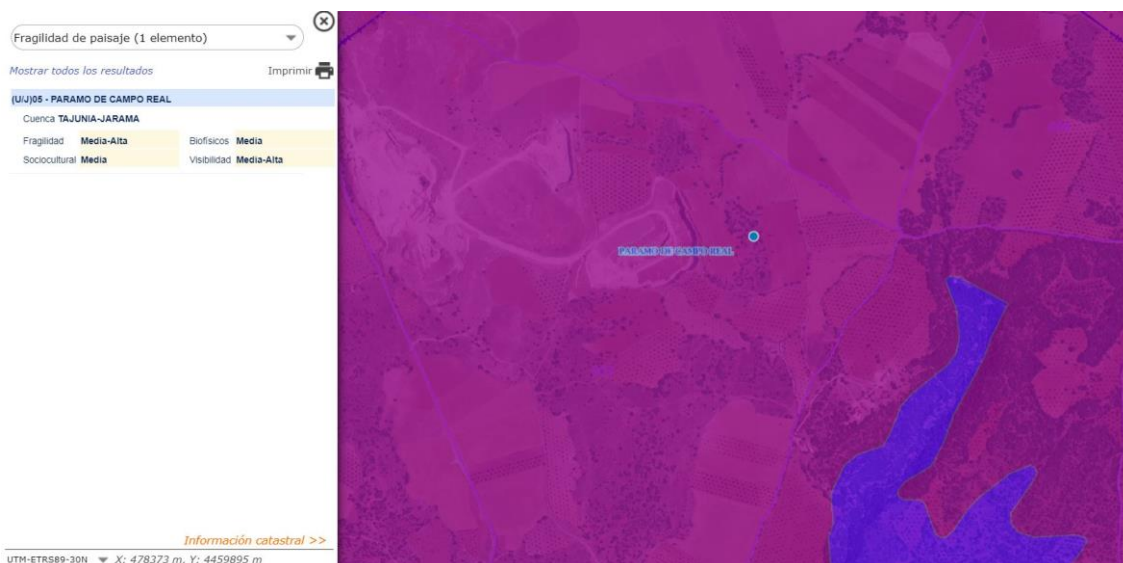 Fragilidad de paisaje (1 elemento)
Mostrar todos los resultados Imprimir
(U/J)05 - PARAMO DE CAMPO REAL
Cuenca TAJUNIA-JARAMA
Fragilidad Media-Alta Biofísicos Media
Sociocultural Media Visibilidad Media-Alta
PARAMO DE CAMPO REAL
Información catastral >>
UTM-ETRS89-30N X: 478373 m, Y: 4459895 m